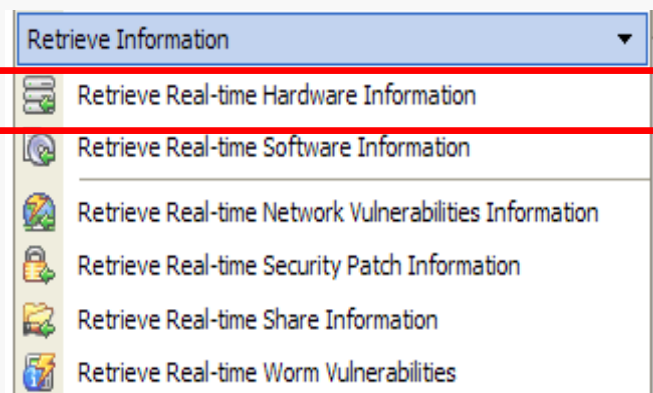 Retrieve Information
Retrieve Real-time Hardware Information
Retrieve Real-time Software Information
Retrieve Real-time Network Vulnerabilities Information
Retrieve Real-time Security Patch Information
Retrieve Real-time Share Information
Retrieve Real-time Worm Vulnerabilities